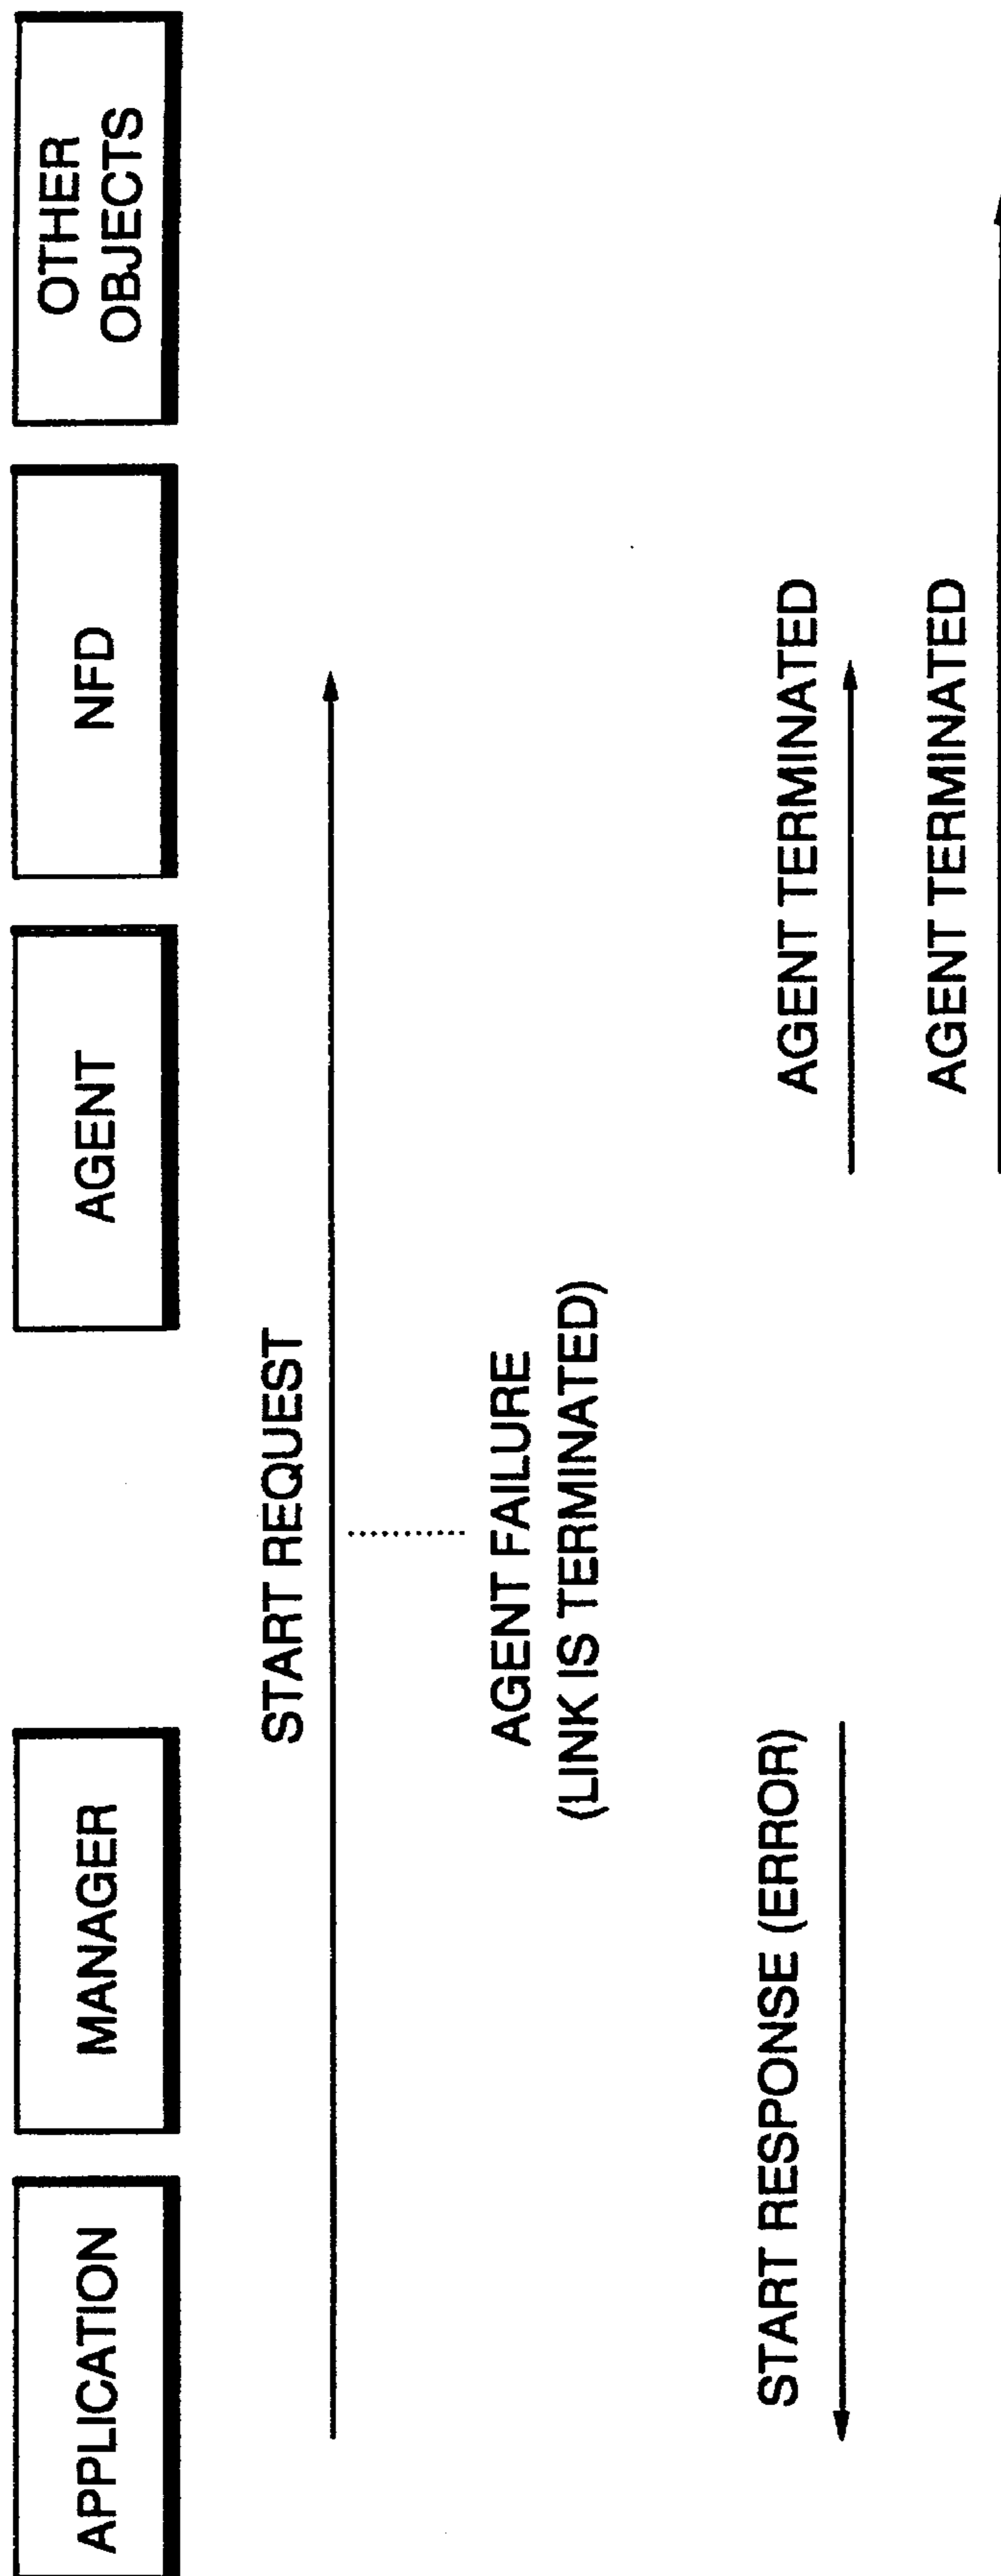 APPLICATION
MANAGER
AGENT
NFD
OTHER
OBJECTS
START REQUEST
AGENT FAILURE
(LINK IS TERMINATED)
START RESPONSE (ERROR)
AGENT TERMINATED
AGENT TERMINATED